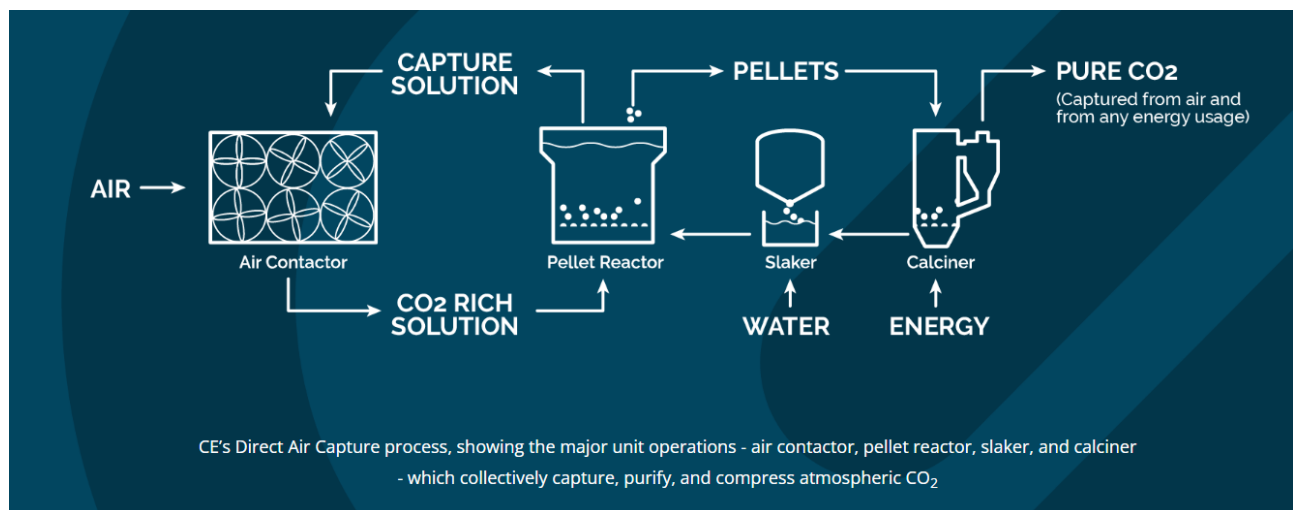 CAPTURE
SOLUTION
PELLETS
PURE CO2
(Captured from air and
from any energy usage)
AIR
Air Contactor
Pellet Reactor
Slaker
Calciner
CO2 RICH
SOLUTION
WATER
ENERGY
CE’s Direct Air Capture process, showing the major unit operations - air contactor, pellet reactor, slaker, and calciner
- which collectively capture, purify, and compress atmospheric CO₂